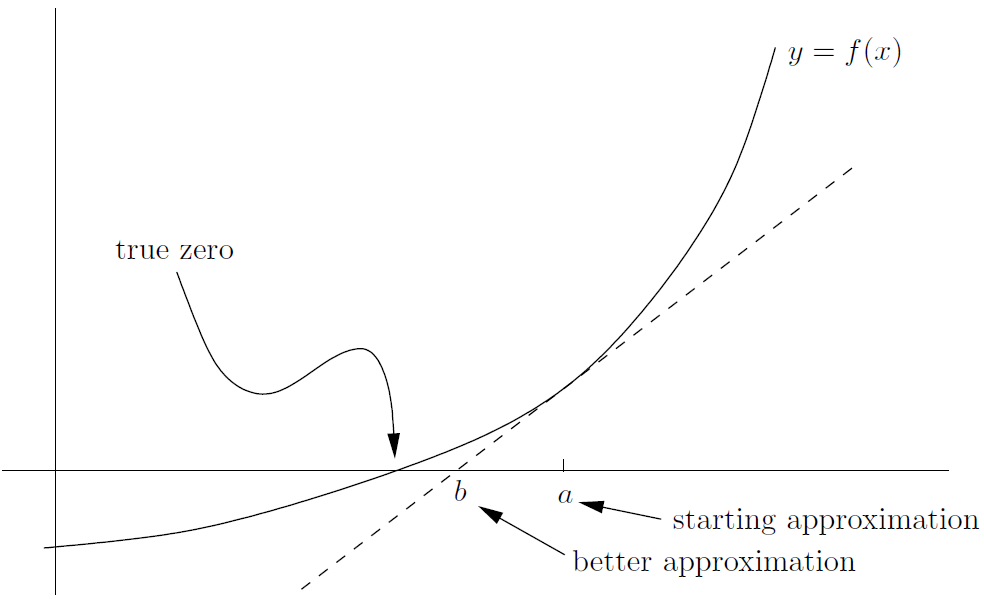 y = f(x)
true zero
b
a
starting approximation
better approximation